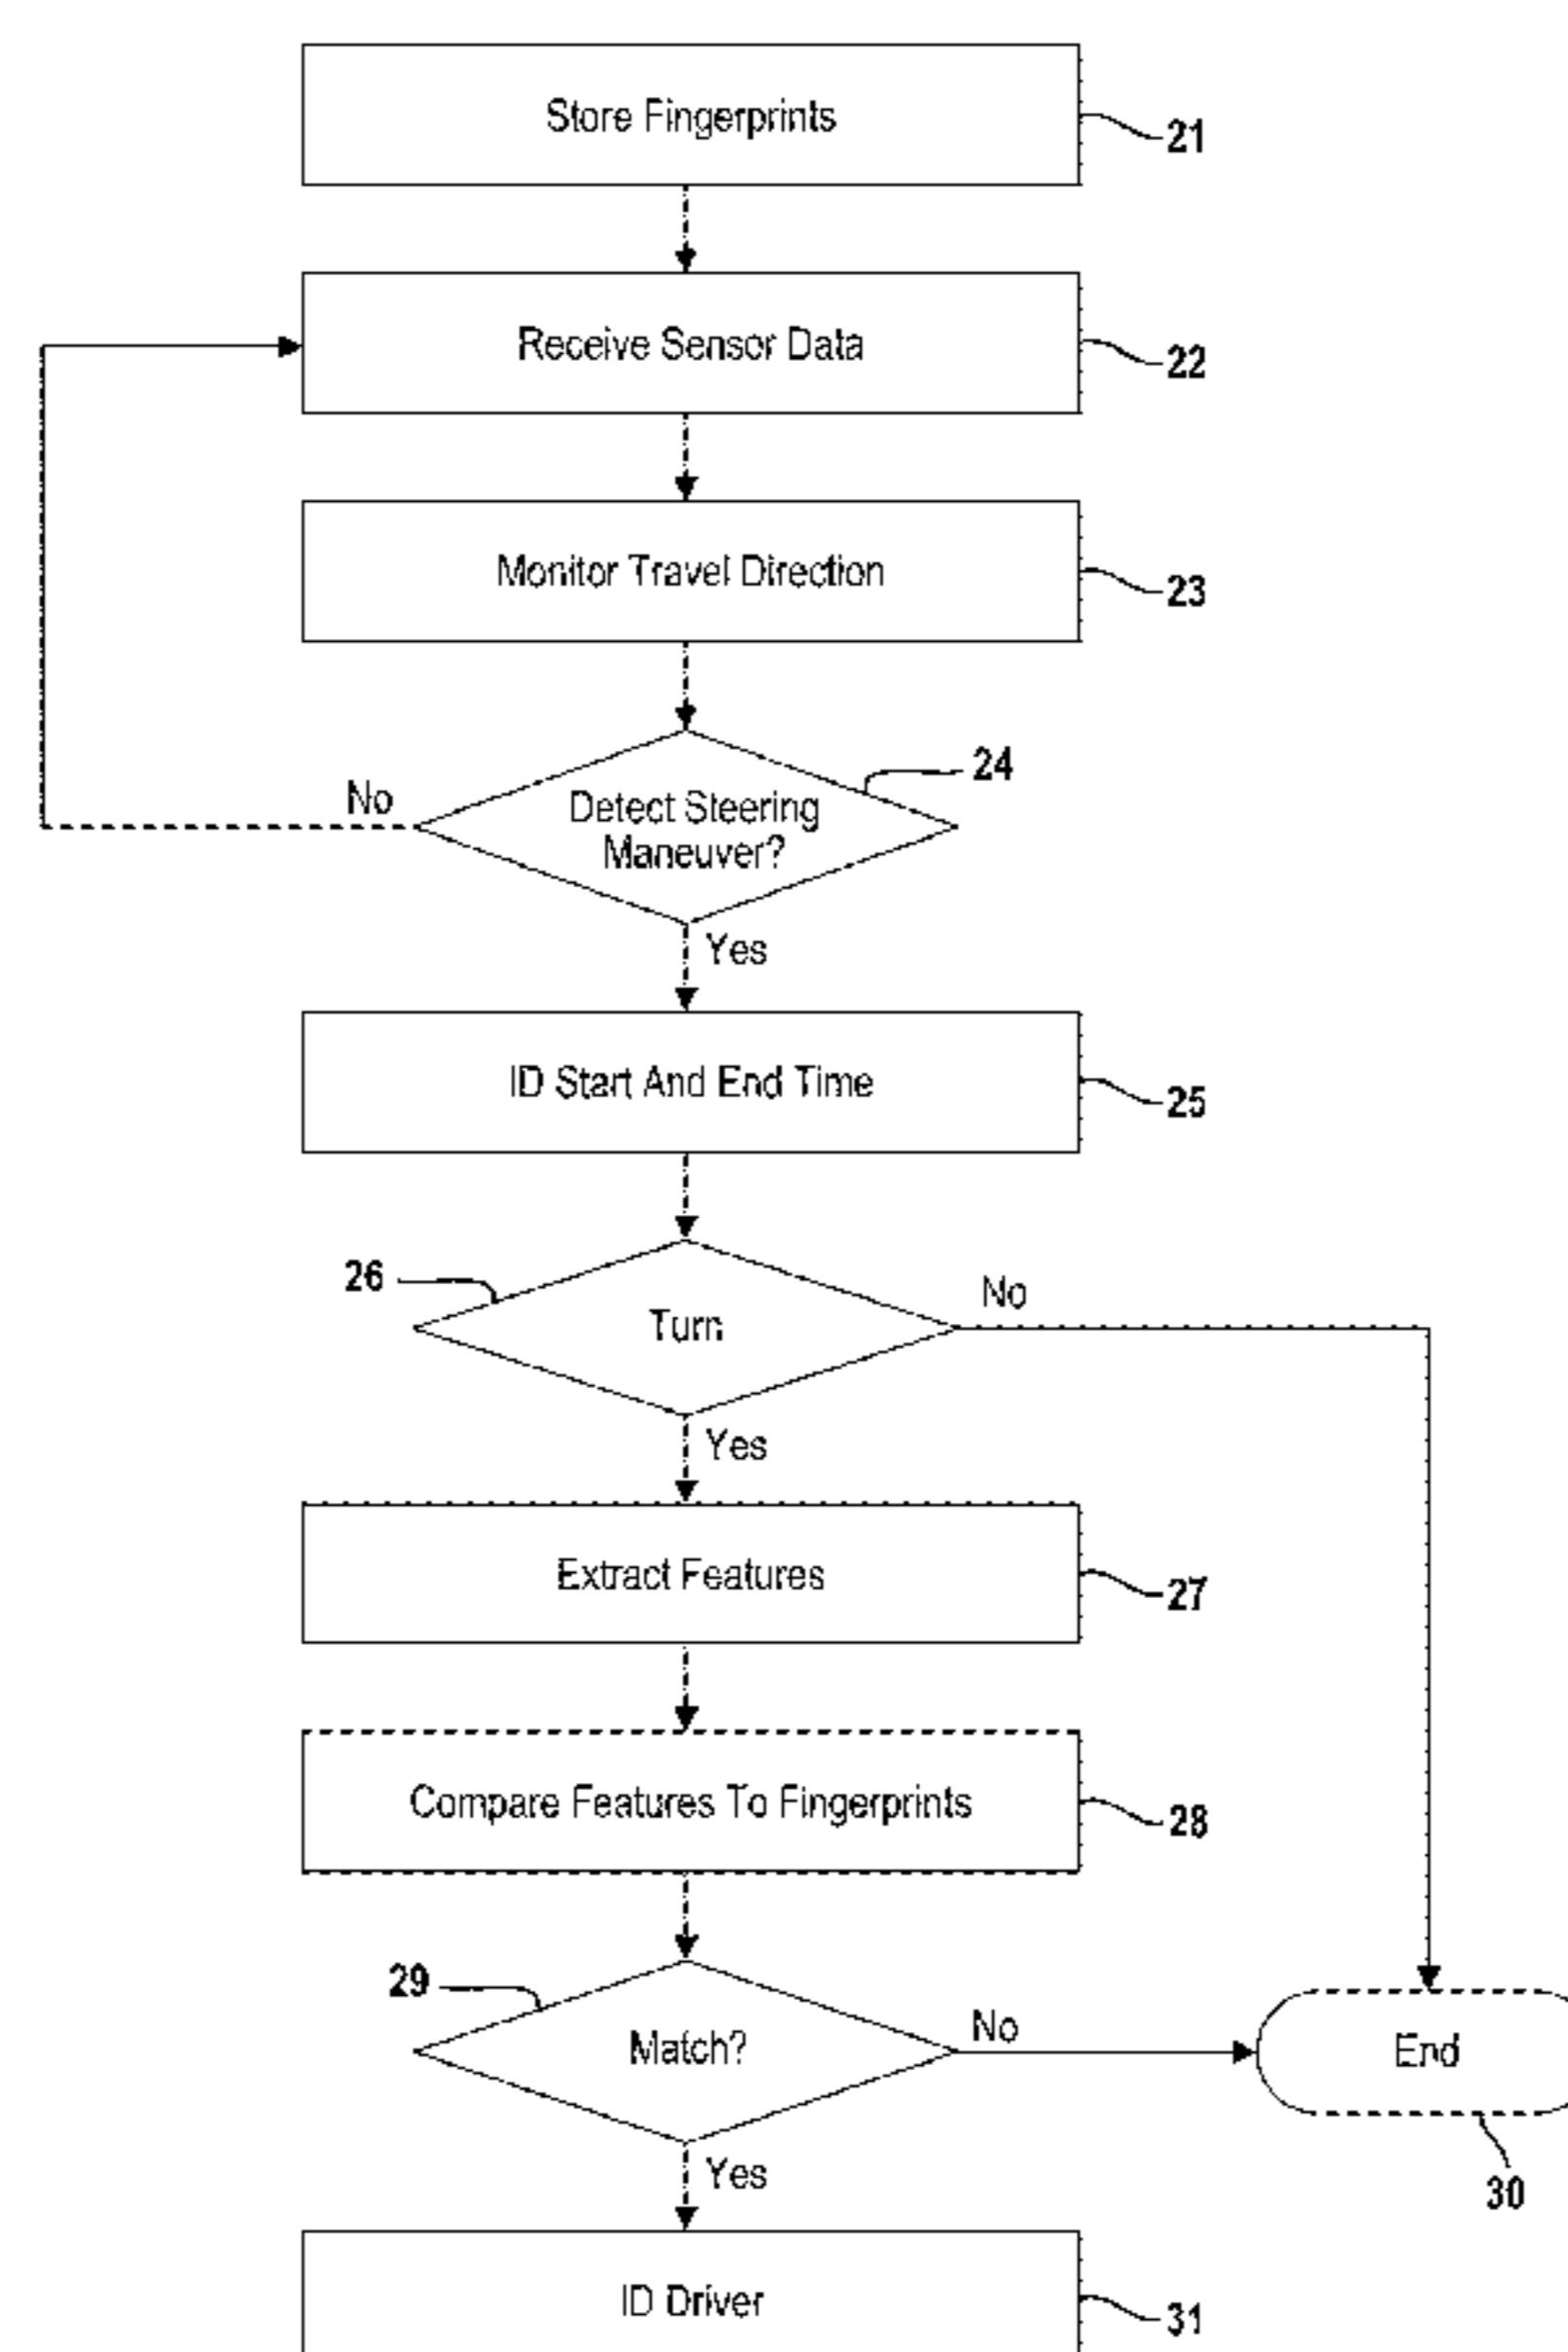 Store Fingerprints
21
Receive Sensor Data
22
Monitor Travel Direction
23
24
No
Detect Steering
Maneuver?
Yes
ID Start And End Time
25
26
No
Turn
Yes
Extract Features
27
Compare Features To Fingerprints
28
29
No
Match?
End
Yes
30
ID Driver
31